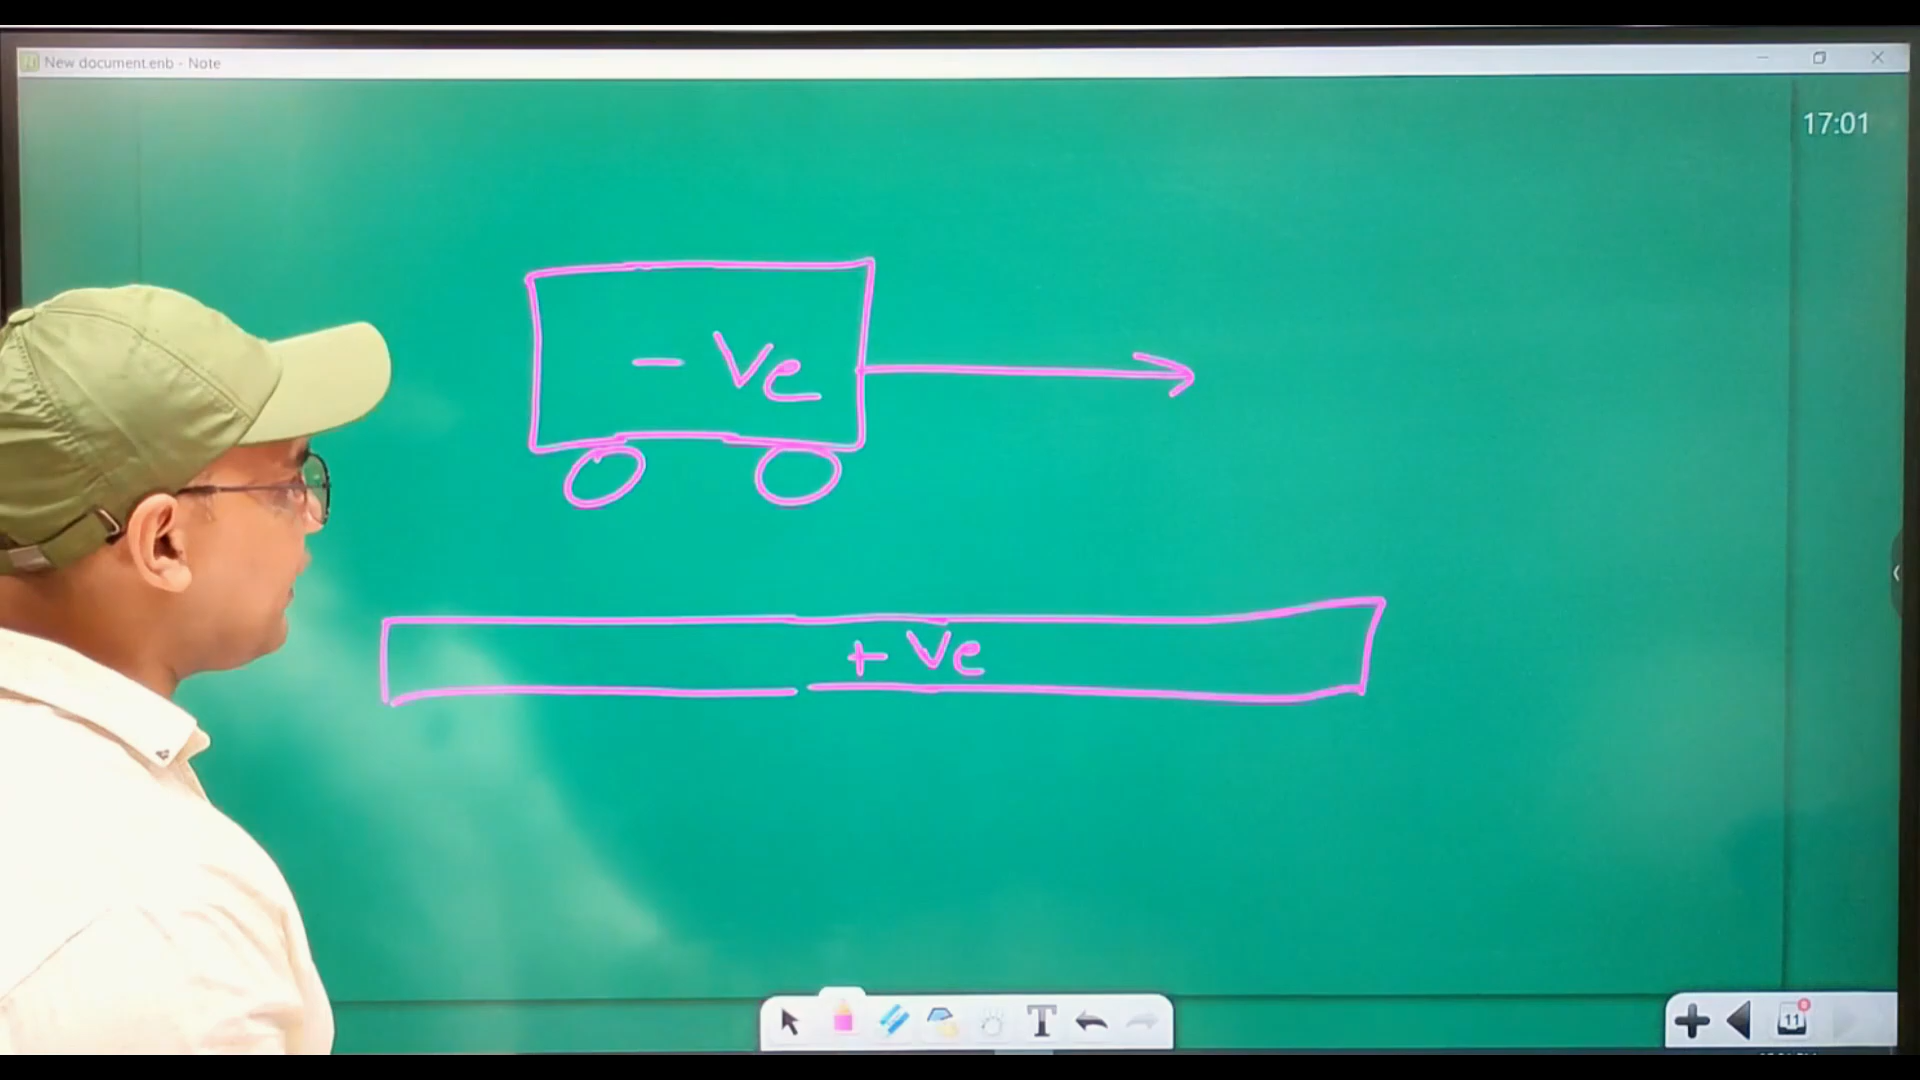 New document.enb - Note
17:01
- Ve
+ Ve
T
11